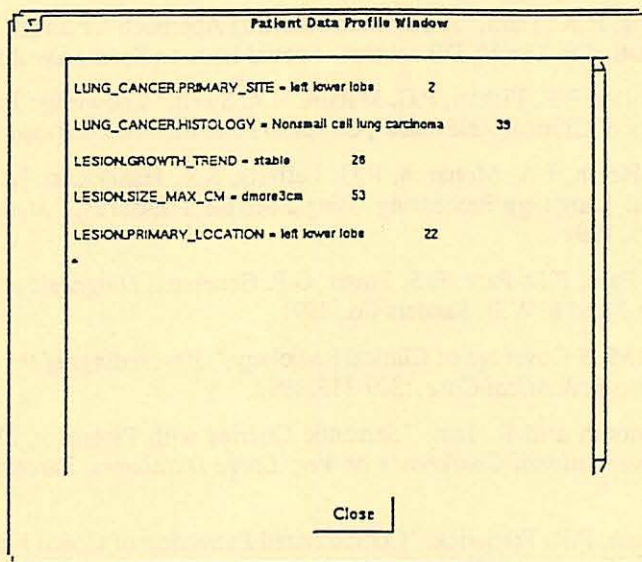 Patient Data Profile Window
LUNG_CANCER.PRIMARY_SITE = left lower lobe 2
LUNG_CANCER.HISTOLOGY = Nonsmall cell lung carcinoma 39
LESION.GROWTH_TREND = stable 26
LESION.SIZE_MAX_CM = dmore3cm 53
LESION.PRIMARY_LOCATION = left lower lobe 22
Close